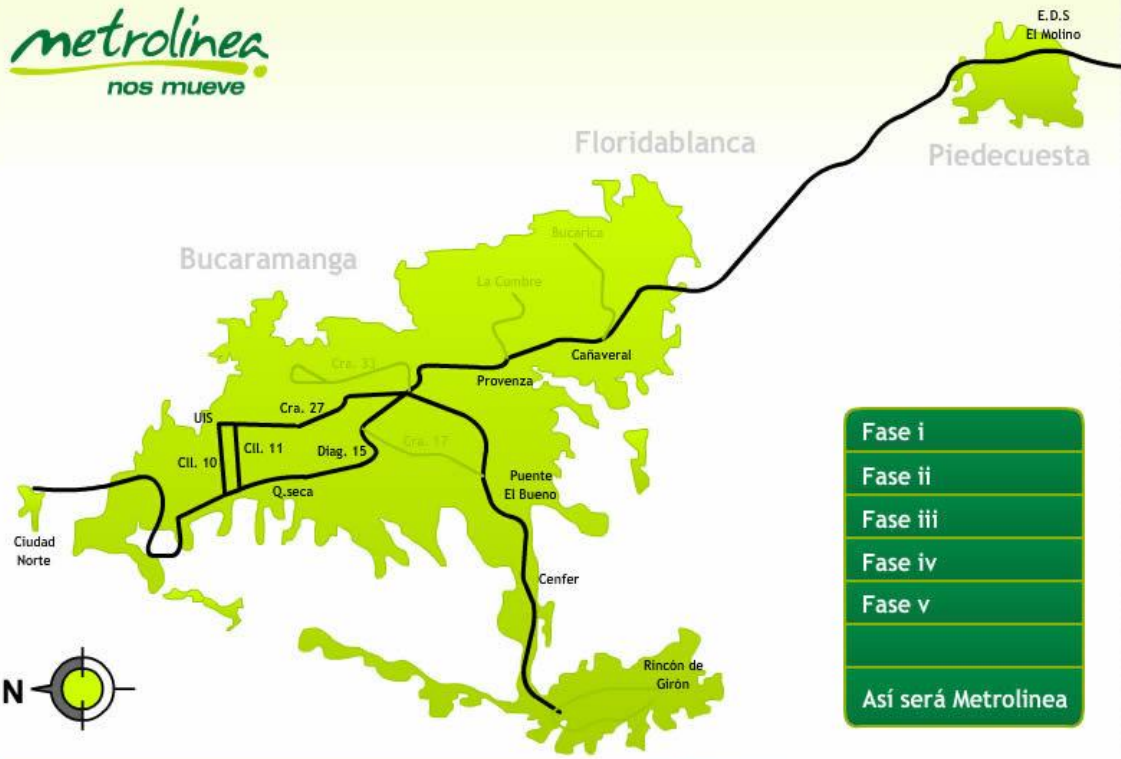 metrolínea
nos mueve
E.D.S
El Molino
Floridablanca
Piedecuesta
Bucarica
Bucaramanga
La Cumbre
Cra. 33
Cañaveral
Provenza
Cra. 27
UIS
Cll. 10
Cll. 11
Diag. 15
Cra. 17
Q.seca
Puente
El Bueno
Ciudad
Norte
Cenfer
Rincón de
Girón
N
Fase i
Fase ii
Fase iii
Fase iv
Fase v
Así será Metrolinea